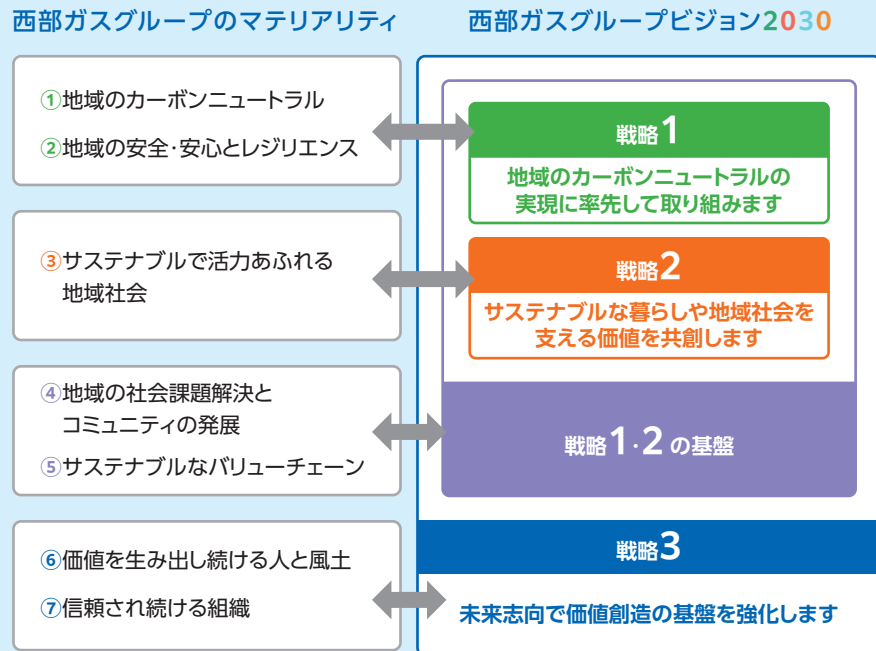 西部ガスグループのマテリアリティ
西部ガスグループビジョン2030
①地域のカーボンニュートラル
②地域の安全・安心とレジリエンス
③サステナブルで活力あふれる
地域社会
④地域の社会課題解決と
コミュニティの発展
⑤サステナブルなバリューチェーン
⑥価値を生み出し続ける人と風土
⑦信頼され続ける組織
戦略1
地域のカーボンニュートラルの
実現に率先して取り組みます
戦略2
サステナブルな暮らしや地域社会を
支える価値を共創します
戦略1・2の基盤
戦略3
未来志向で価値創造の基盤を強化します